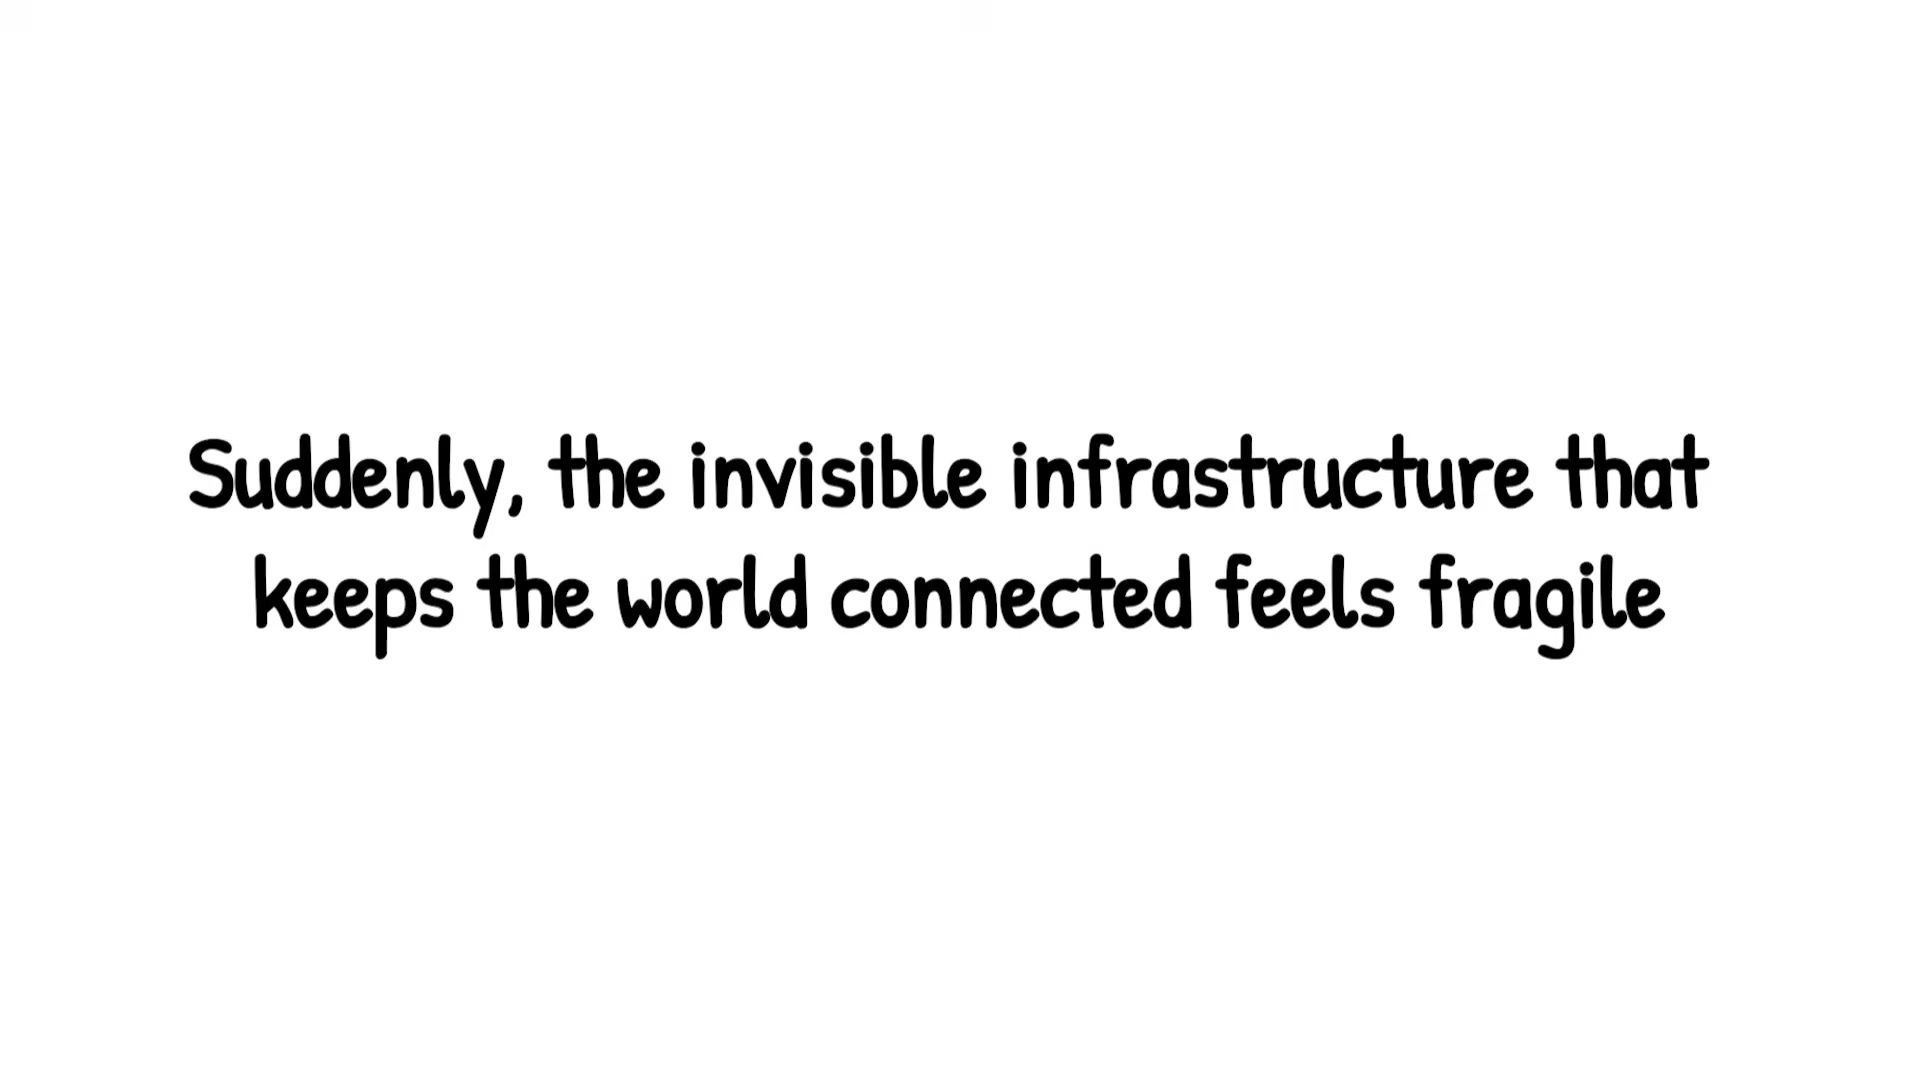 Suddenly, the invisible infrastructure that
keeps the world connected feels fragile